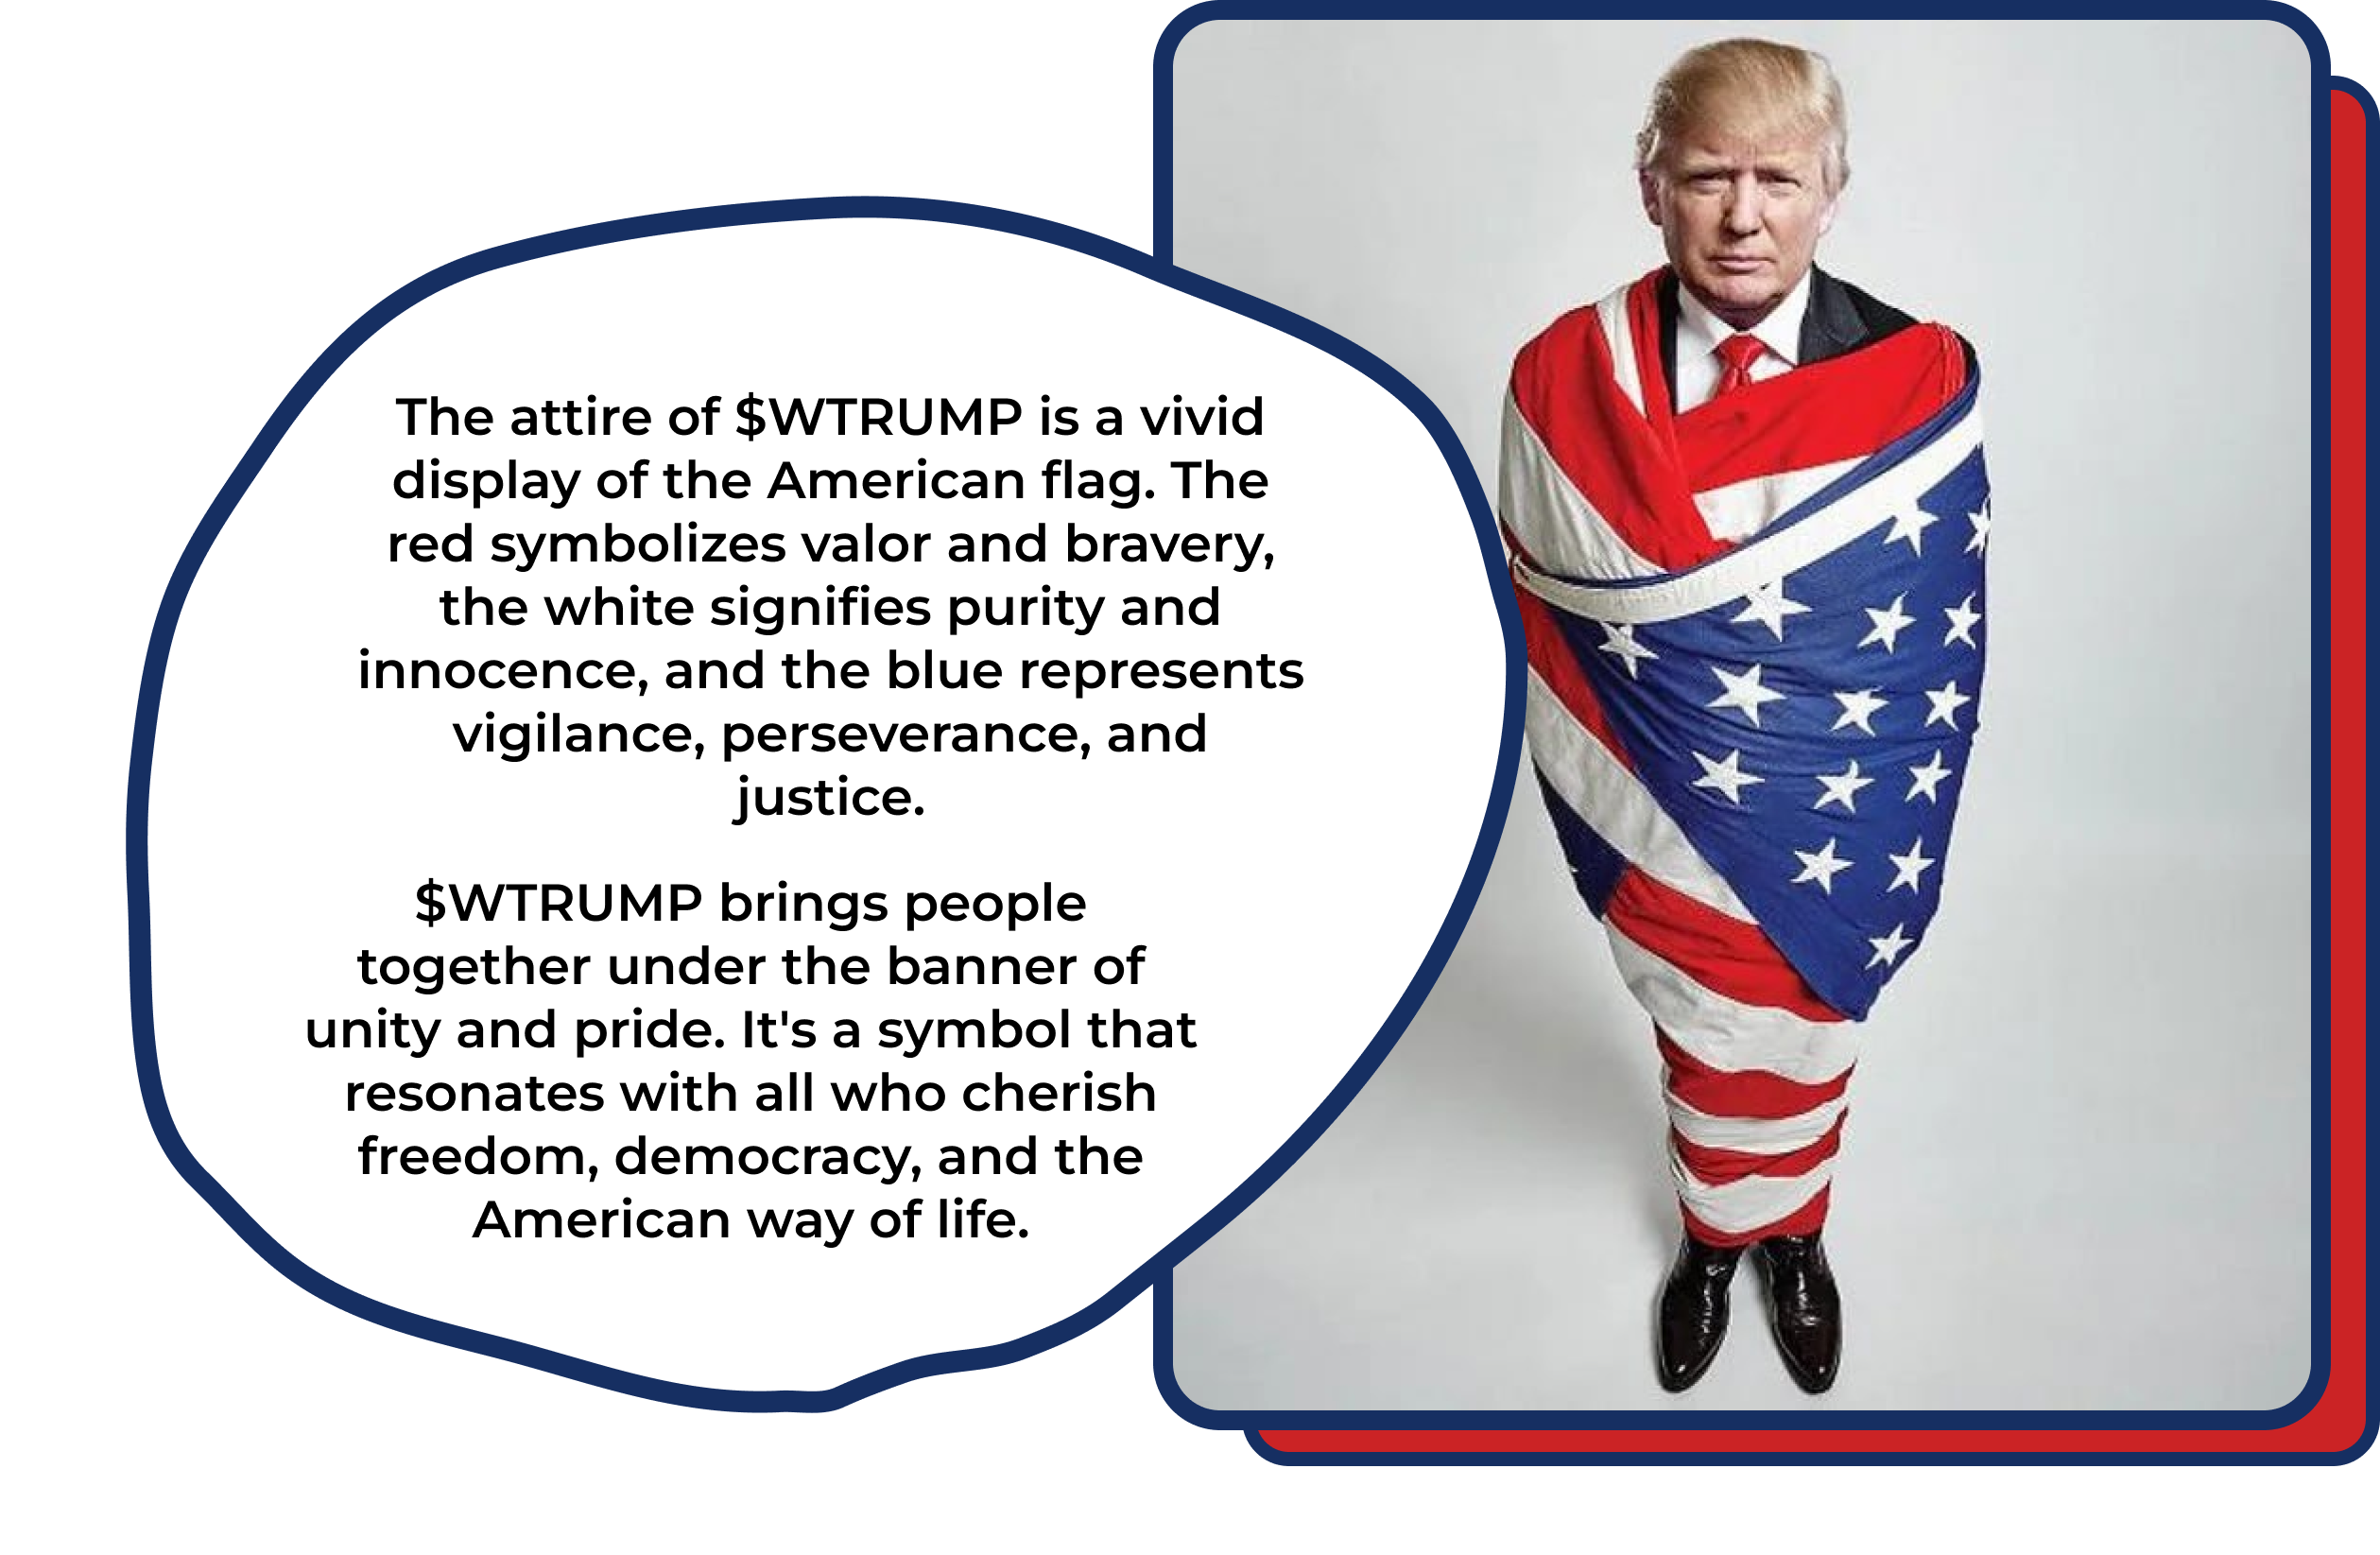 The attire of $WTRUMP is a vivid
display of the American flag. The
red symbolizes valor and bravery,
the white signifies purity and
innocence, and the blue represents
vigilance, perseverance, and
justice.
$WTRUMP brings people
together under the banner of
unity and pride. It's a symbol that
resonates with all who cherish
freedom, democracy, and the
American way of life.